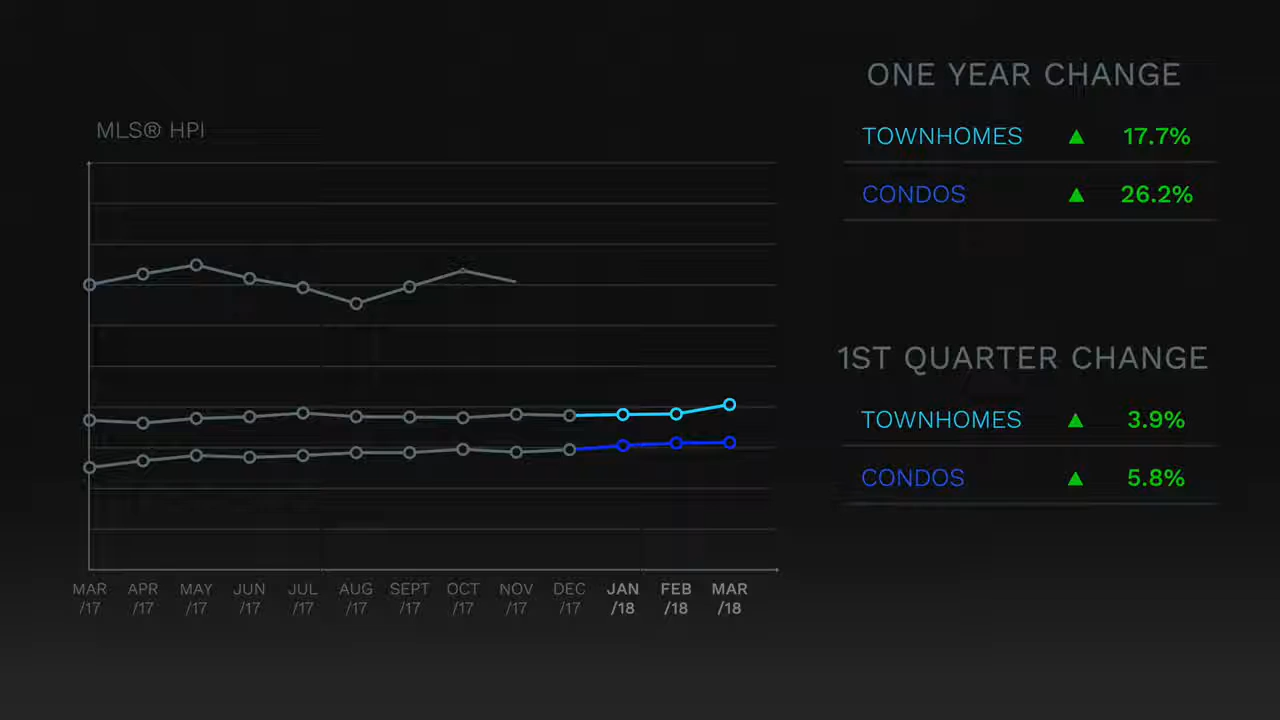 MLS® HPI
MAR APR MAY JUN JUL AUG SEPT OCT NOV DEC JAN FEB MAR
/17 /17 /17 /17 /17 /17 /17 /17 /17 /17 /18 /18 /18
ONE YEAR CHANGE
TOWNHOMES ▲ 17.7%
CONDOS ▲ 26.2%
1ST QUARTER CHANGE
TOWNHOMES ▲ 3.9%
CONDOS ▲ 5.8%